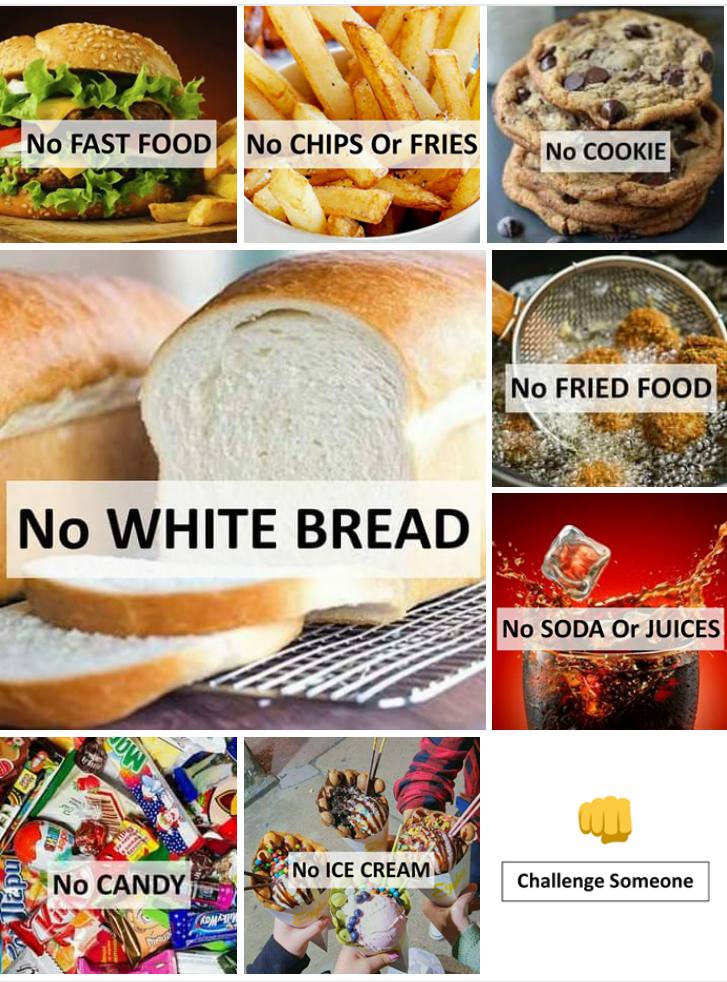 No FAST FOOD
No CHIPS Or FRIES
No COOKIE
No WHITE BREAD
No FRIED FOOD
No SODA Or JUICES
No CANDY
No ICE CREAM
Challenge Someone